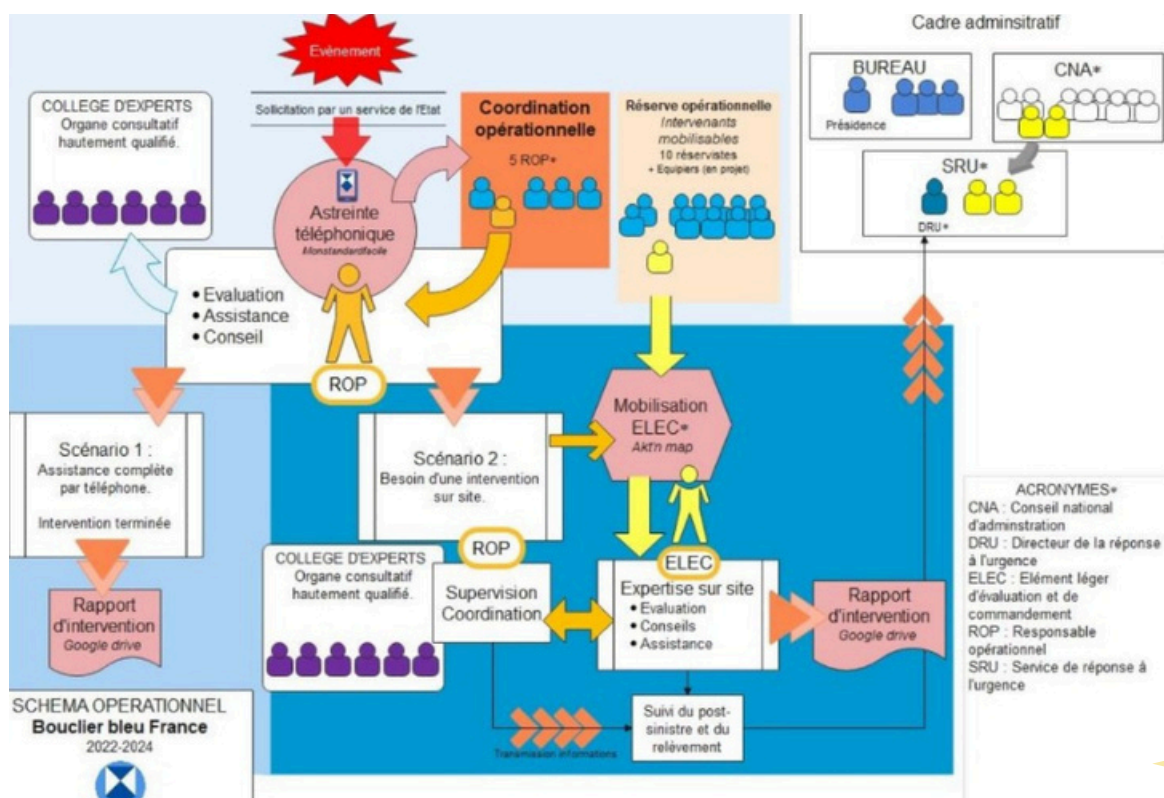 Evènement
Sollicitation par un service de l'Etat
COLLEGE D'EXPERTS
Organe consultatif
hautement qualifié.
Astreinte
téléphonique
Monstandardfacile
Coordination
opérationnelle
5 ROP*
Réserve opérationnelle
Intervenants
mobilisables
10 réservistes
+ Equipiers (en projet)
Cadre adminsitratif
BUREAU
Présidence
CNA*
SRU*
DRU*
• Evaluation
• Assistance
• Conseil
ROP
Scénario 1 :
Assistance complète
par téléphone.
Intervention terminée
Rapport
d'intervention
Google drive
Scénario 2 :
Besoin d'une intervention
sur site.
Mobilisation
ELEC*
Akt'n map
COLLEGE D'EXPERTS
Organe consultatif
hautement qualifié.
ROP
Supervision
Coordination
ELEC
Expertise sur site
• Evaluation
• Conseils
• Assistance
Rapport
d'intervention
Google drive
Suivi du post-
sinistre et du
relèvement
Transmission informations
ACRONYMES*
CNA : Conseil national
d'adminstration
DRU : Directeur de la réponse
à l'urgence
ELEC : Elément léger
d'évaluation et de
commandement
ROP : Responsable
opérationnel
SRU : Service de réponse à
l'urgence
SCHEMA OPERATIONNEL
Bouclier bleu France
2022-2024